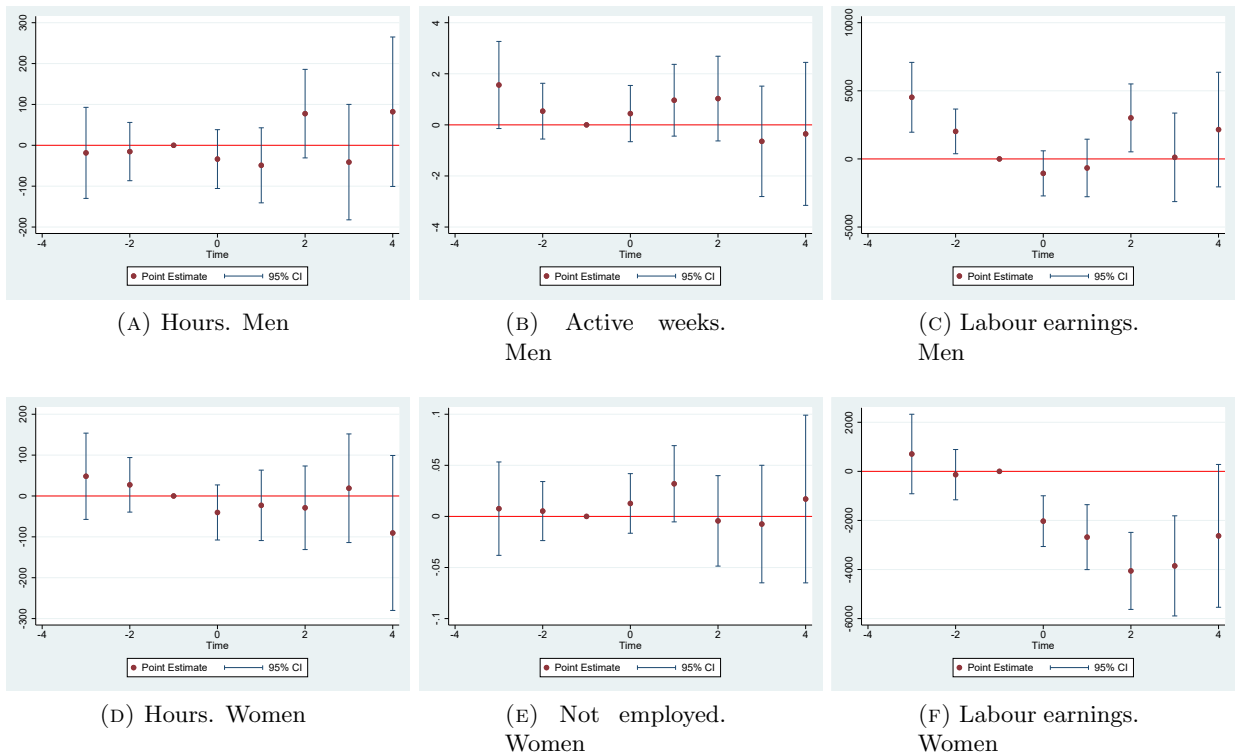 300
200
100
0
-100
-200
-4
-2
0
2
4
Time
Point Estimate
95% CI
(A) Hours. Men
4
2
0
-2
-4
-4
-2
0
2
4
Time
Point Estimate
95% CI
(B) Active weeks.
Men
10000
5000
0
-5000
-4
-2
0
2
4
Time
Point Estimate
95% CI
(C) Labour earnings.
Men
200
100
0
-100
-200
-300
-4
-2
0
2
4
Time
Point Estimate
95% CI
(D) Hours. Women
.1
.05
0
-.05
-.1
-4
-2
0
2
4
Time
Point Estimate
95% CI
(E) Not employed.
Women
2000
0
-2000
-4000
-6000
-4
-2
0
2
4
Time
Point Estimate
95% CI
(F) Labour earnings.
Women